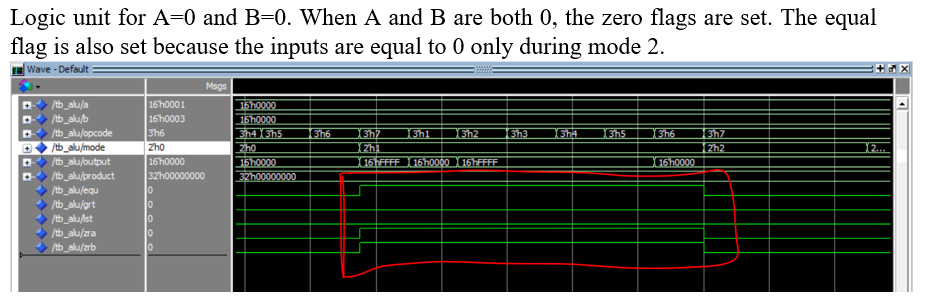 Logic unit for A=0 and B=0. When A and B are both 0, the zero flags are set. The equal
flag is also set because the inputs are equal to 0 only during mode 2.
Wave - Default
Msgs
/tb_alu/a 16'h0001 16'h0000
/tb_alu/b 16'h0003 16'h0000
/tb_alu/opcode 3'h6 3'h4 3'h5 3'h6 3'h7 3'h1 3'h2 3'h3 3'h4 3'h5 3'h6 3'h7
/tb_alu/mode 2'h0 2'h0 2'h1 2'h2 2...
/tb_alu/output 16'h0000 16'h0000 16'hFFFF 16'h0000 16'hFFFF 16'h0000
/tb_alu/product 32'h00000000 32'h00000000
/tb_alu/equ 0
/tb_alu/grt 0
/tb_alu/lst 0
/tb_alu/zra 0
/tb_alu/zrb 0